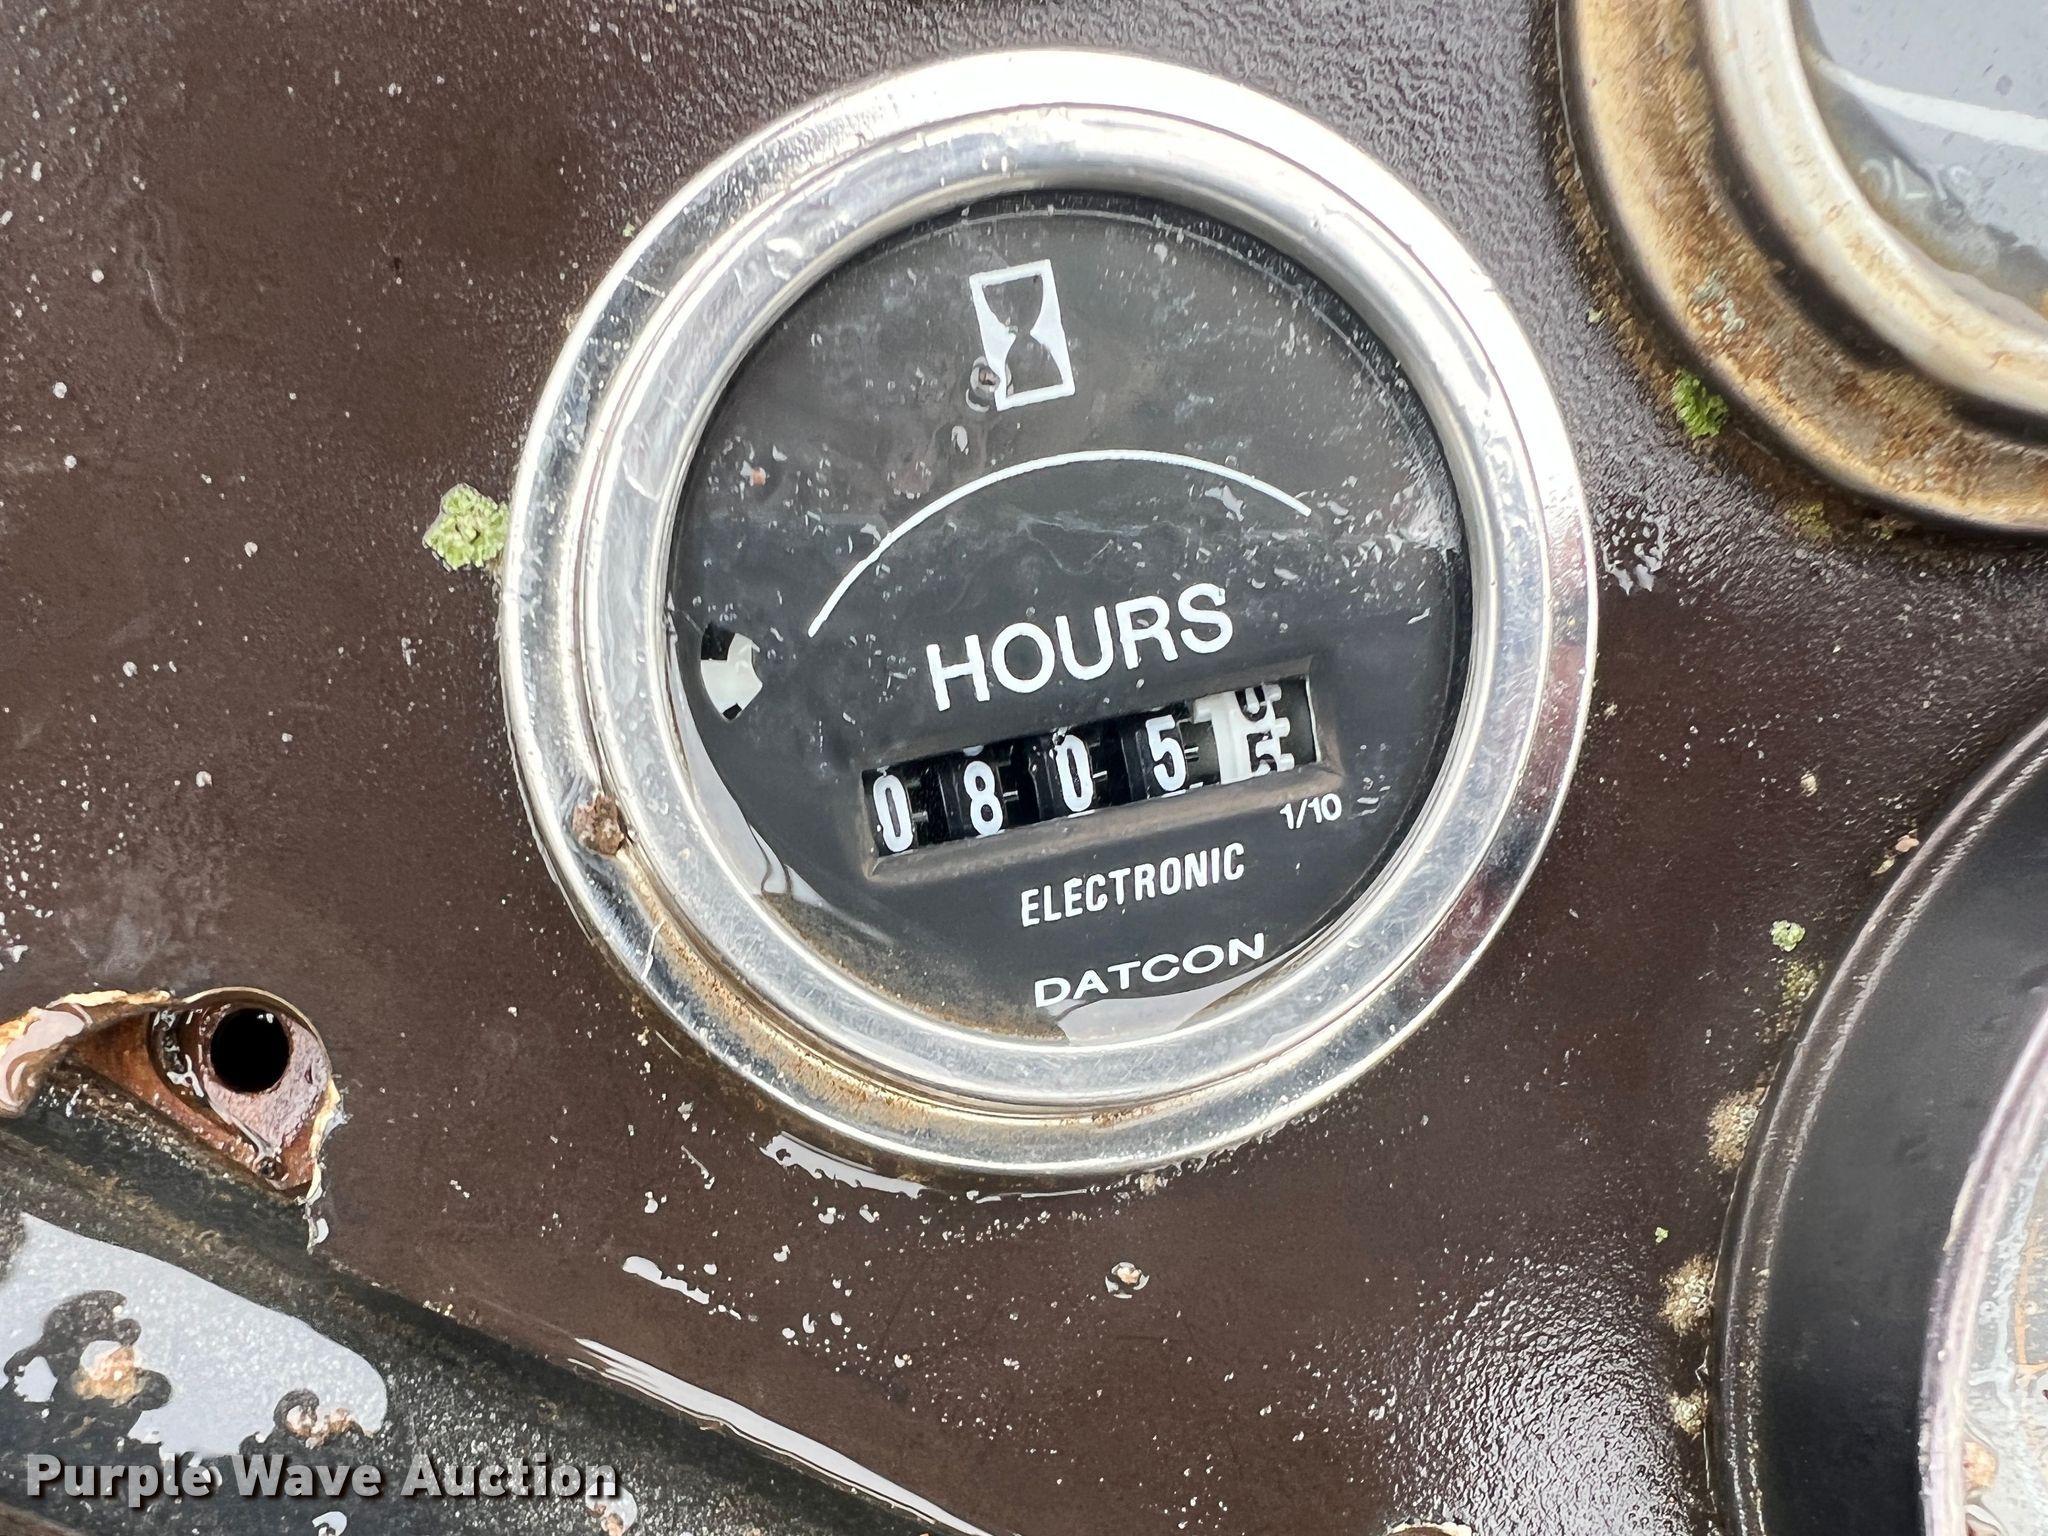 HOURS
0805
1/10
ELECTRONIC
DATCON
Purple Wave Auction